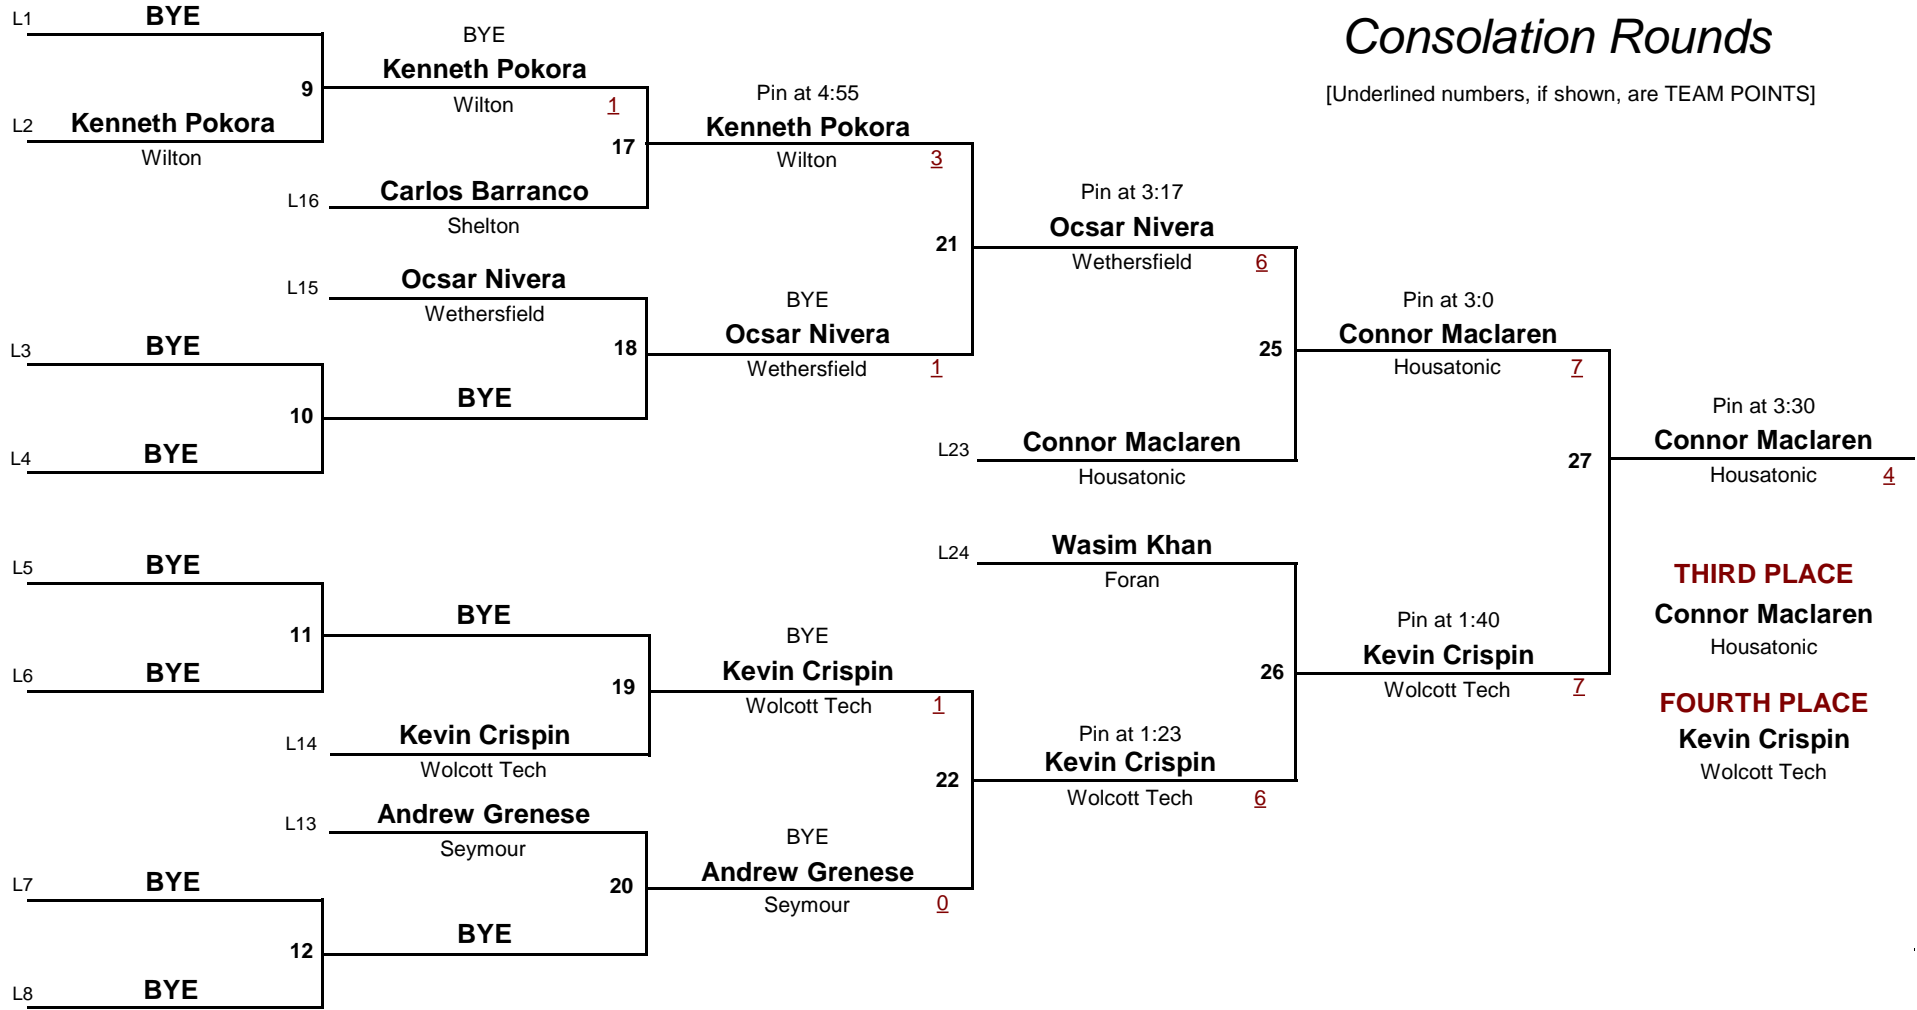 Consolation Rounds
[Underlined numbers, if shown, are TEAM POINTS]
L1 BYE
9
L2 Kenneth Pokora
Wilton
BYE
Kenneth Pokora
Wilton 1
17
L16 Carlos Barranco
Shelton
Pin at 4:55
Kenneth Pokora
Wilton 3
21
L15 Ocsar Nivera
Wethersfield
18
L3 BYE
10
L4 BYE
BYE
BYE
Ocsar Nivera
Wethersfield 1
Pin at 3:17
Ocsar Nivera
Wethersfield 6
25
L23 Connor Maclaren
Housatonic
Pin at 3:0
Connor Maclaren
Housatonic 7
27
Pin at 3:30
Connor Maclaren
Housatonic 4
L5 BYE
11
L6 BYE
BYE
19
L14 Kevin Crispin
Wolcott Tech
BYE
Kevin Crispin
Wolcott Tech 1
22
L13 Andrew Grenese
Seymour
20
L7 BYE
12
L8 BYE
BYE
BYE
Andrew Grenese
Seymour 0
L24 Wasim Khan
Foran
26
Pin at 1:23
Kevin Crispin
Wolcott Tech 6
Pin at 1:40
Kevin Crispin
Wolcott Tech 7
THIRD PLACE
Connor Maclaren
Housatonic
FOURTH PLACE
Kevin Crispin
Wolcott Tech